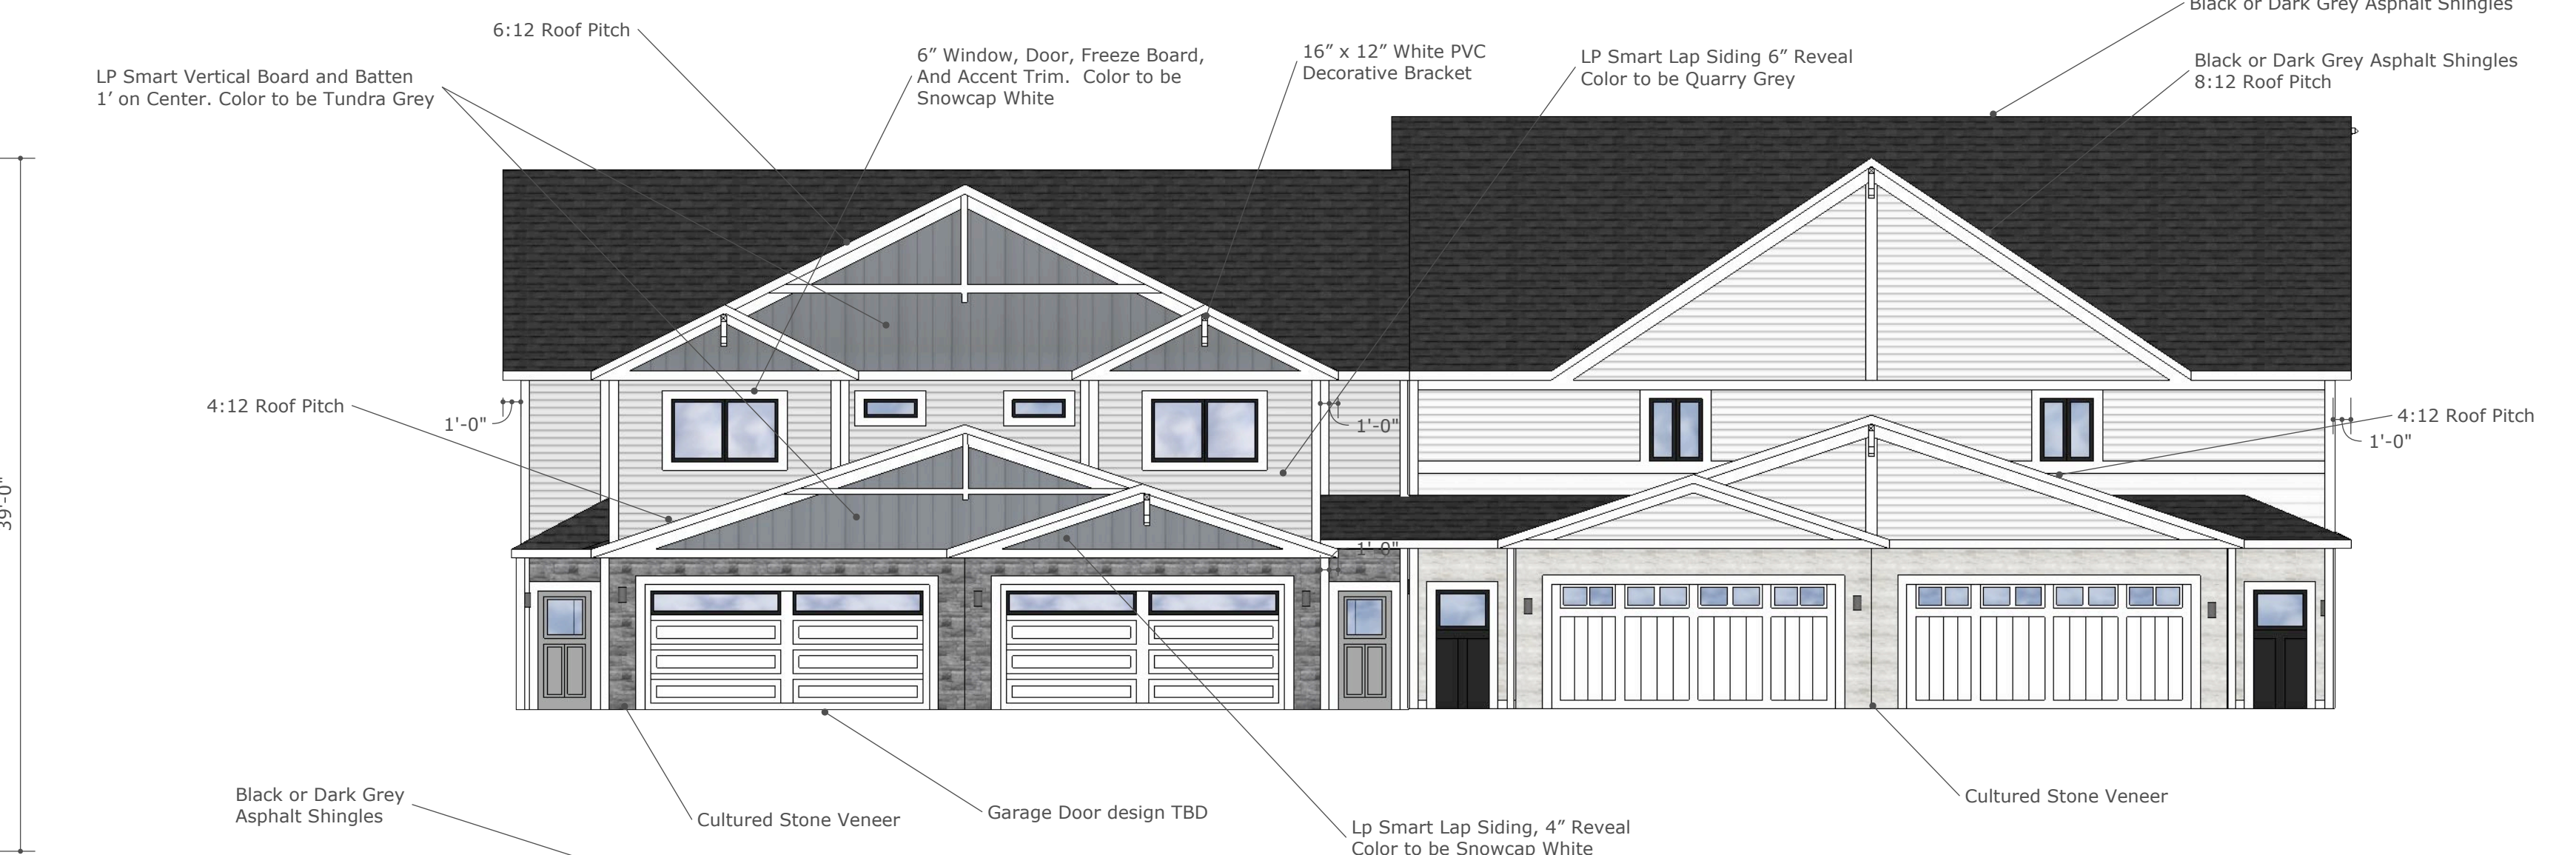 Black or Dark Grey Asphalt Shingles
6:12 Roof Pitch
6” Window, Door, Freeze Board,
And Accent Trim. Color to be
Snowcap White
16” x 12” White PVC
Decorative Bracket
LP Smart Lap Siding 6” Reveal
Color to be Quarry Grey
Black or Dark Grey Asphalt Shingles
8:12 Roof Pitch
LP Smart Vertical Board and Batten
1’ on Center. Color to be Tundra Grey
4:12 Roof Pitch
1'-0"
1'-0"
4:12 Roof Pitch
1'-0"
39'-0"
1'-0"
Black or Dark Grey
Asphalt Shingles
Cultured Stone Veneer
Garage Door design TBD
Lp Smart Lap Siding, 4” Reveal
Color to be Snowcap White
Cultured Stone Veneer